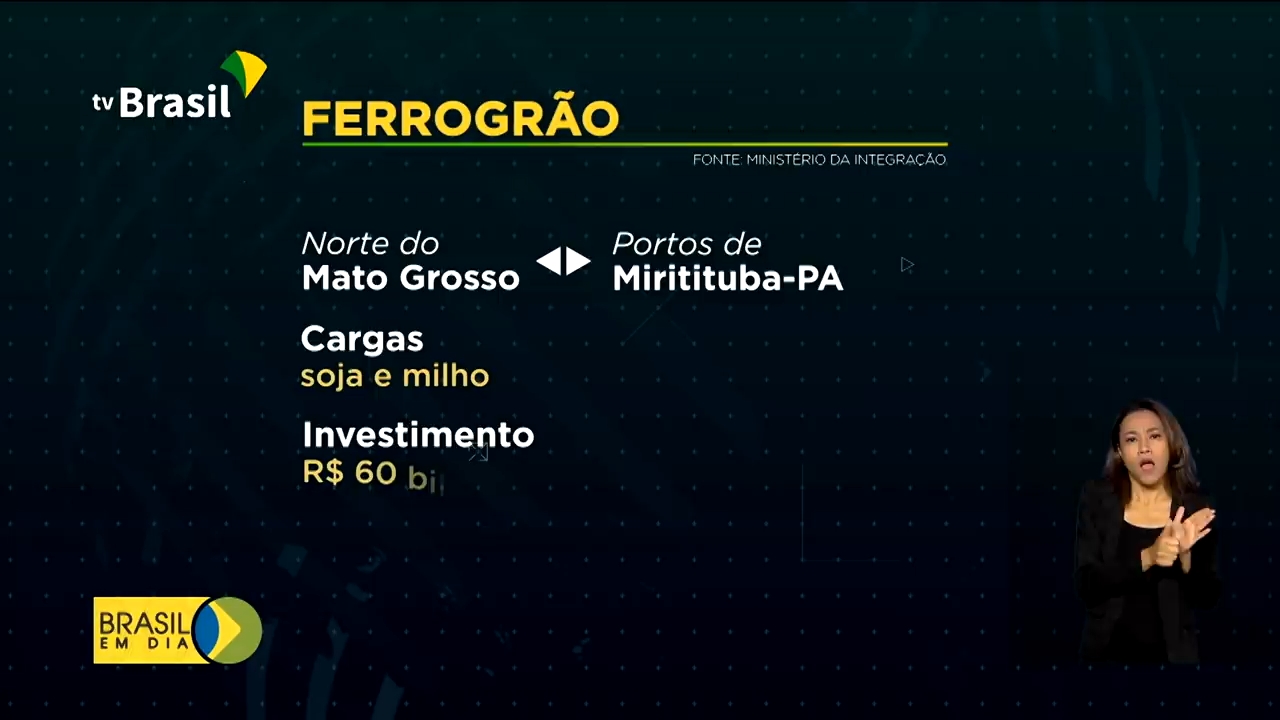 tv Brasil
FERROGRÃO
FONTE: MINISTÉRIO DA INTEGRAÇÃO
Norte do
Mato Grosso
Portos de
Miritituba-PA
Cargas
soja e milho
Investimento
R$ 60 bi
BRASIL
EM DIA